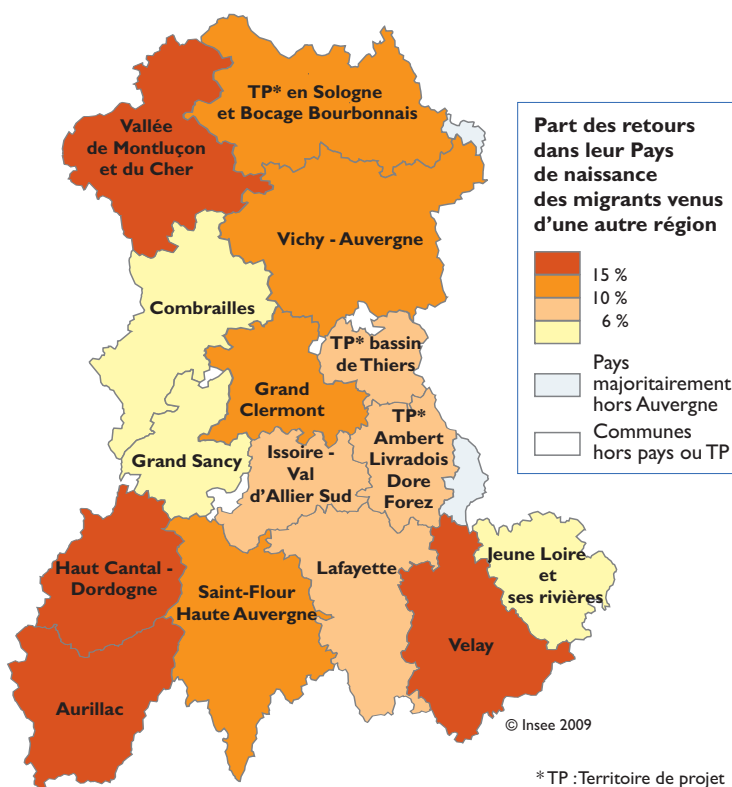 TP* en Sologne
et Bocage Bourbonnais
Vallée
de Montluçon
et du Cher
Vichy - Auvergne
Combrailles
TP* bassin
de Thiers
Grand
Clermont
TP*
Ambert
Livradois
Dore
Forez
Issoire -
Val
d'Allier Sud
Grand Sancy
Haut Cantal -
Dordogne
Saint-Flour
Haute Auvergne
Lafayette
Jeune Loire
et
ses rivières
Velay
Aurillac
Part des retours
dans leur Pays
de naissance
des migrants venus
d'une autre région
15 %
10 %
6 %
Pays
majoritairement
hors Auvergne
Communes
hors pays ou TP
© Insee 2009
* TP : Territoire de projet